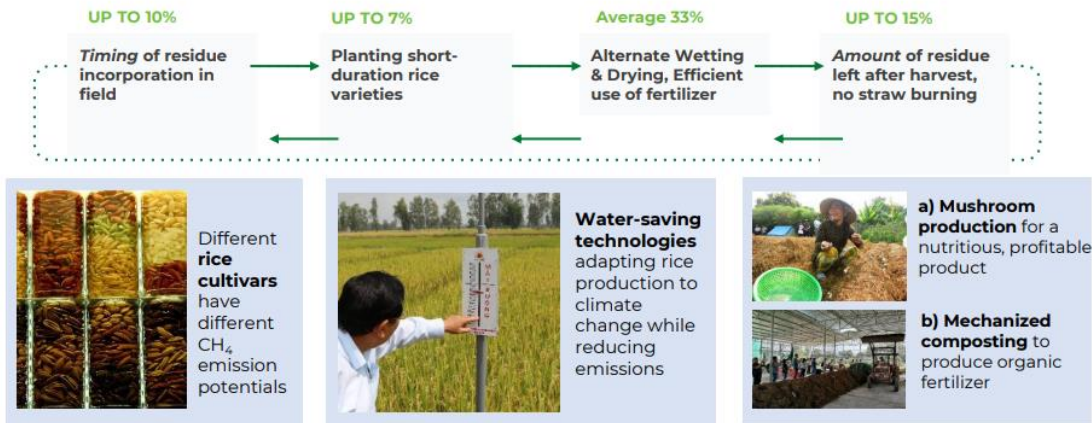 UP TO 10%
UP TO 7%
Average 33%
UP TO 15%
Timing of residue
incorporation in
field
Planting short-
duration rice
varieties
Alternate Wetting
& Drying, Efficient
use of fertilizer
Amount of residue
left after harvest,
no straw burning
Different
rice
cultivars
have
different
CH₄
emission
potentials
Water-saving
technologies
adapting rice
production to
climate
change while
reducing
emissions
a) Mushroom
production for a
nutritious, profitable
product
b) Mechanized
composting to
produce organic
fertilizer